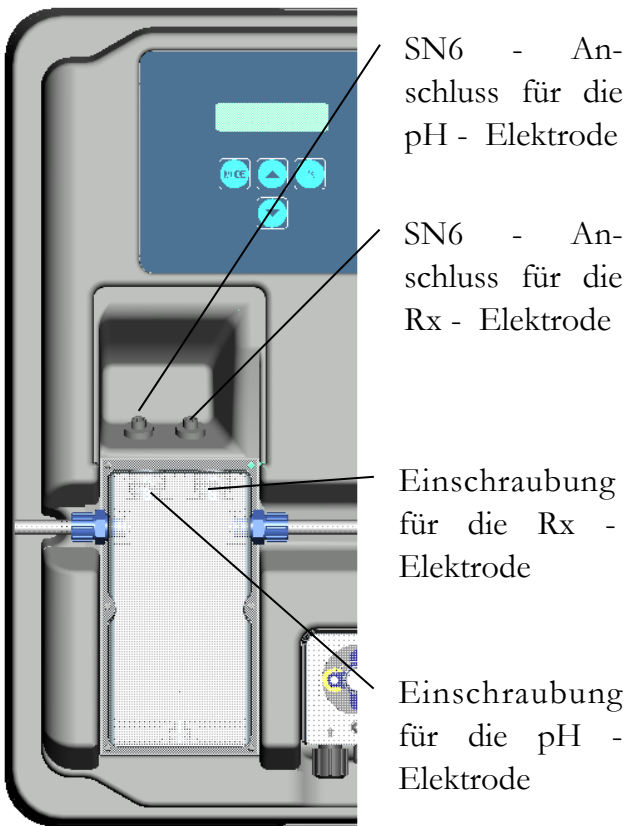 SN6 - An-
schluss für die
pH - Elektrode
SN6 - An-
schluss für die
Rx - Elektrode
Einschraubung
für die Rx -
Elektrode
Einschraubung
für die pH -
Elektrode